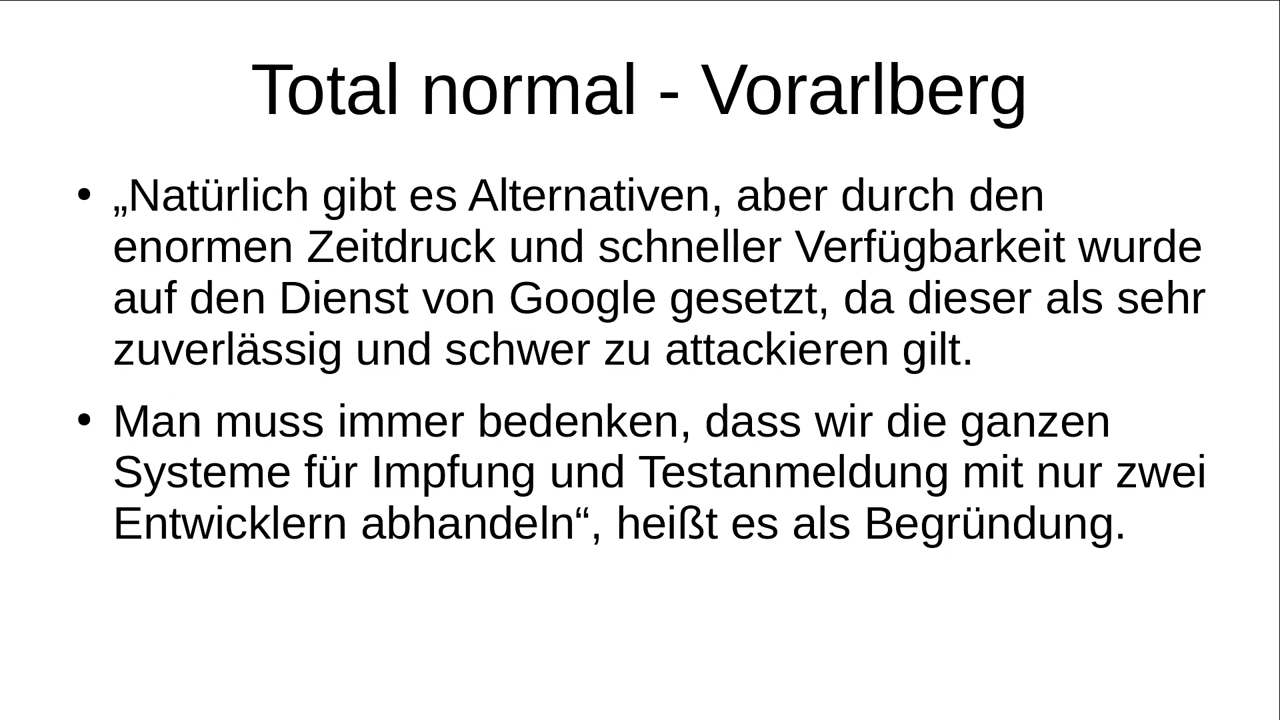 Total normal - Vorarlberg
• „Natürlich gibt es Alternativen, aber durch den
enormen Zeitdruck und schneller Verfügbarkeit wurde
auf den Dienst von Google gesetzt, da dieser als sehr
zuverlässig und schwer zu attackieren gilt.
• Man muss immer bedenken, dass wir die ganzen
Systeme für Impfung und Testanmeldung mit nur zwei
Entwicklern abhandeln“, heißt es als Begründung.